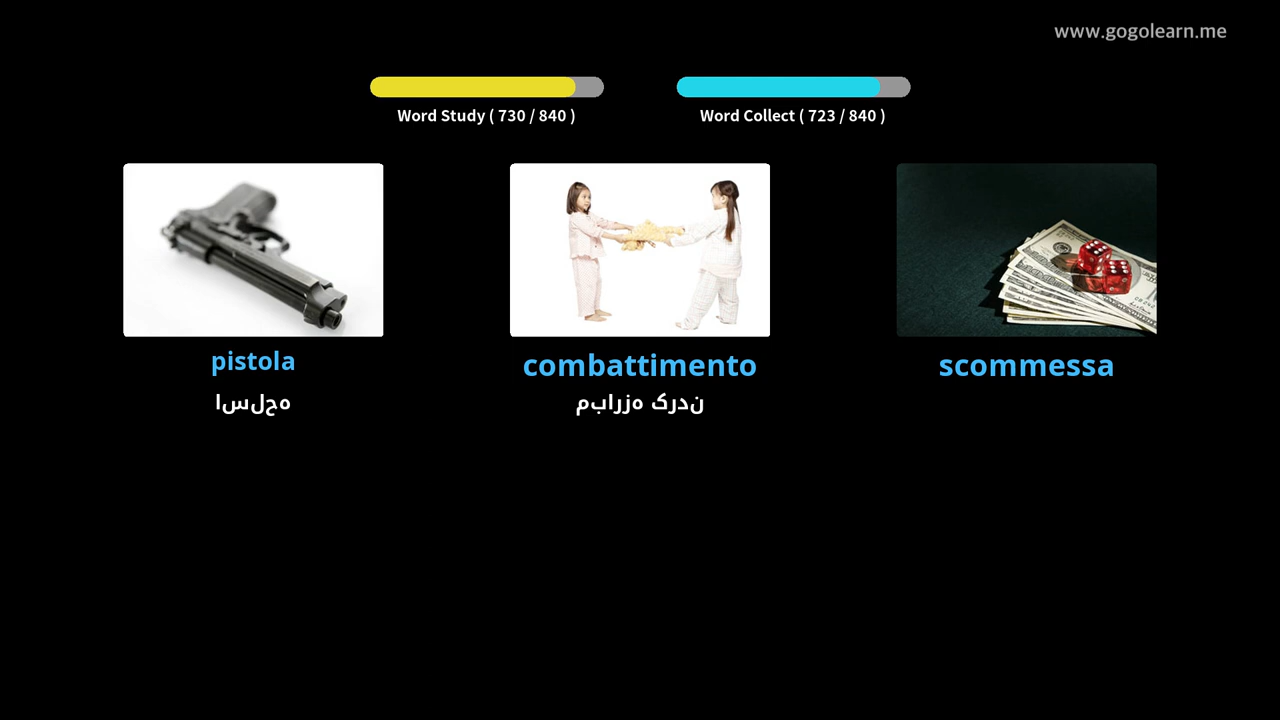 www.gogolearn.me
Word Study ( 730 / 840 )
Word Collect ( 723 / 840 )
pistola
combattimento
scommessa
اسلحه
مبارزه کردن